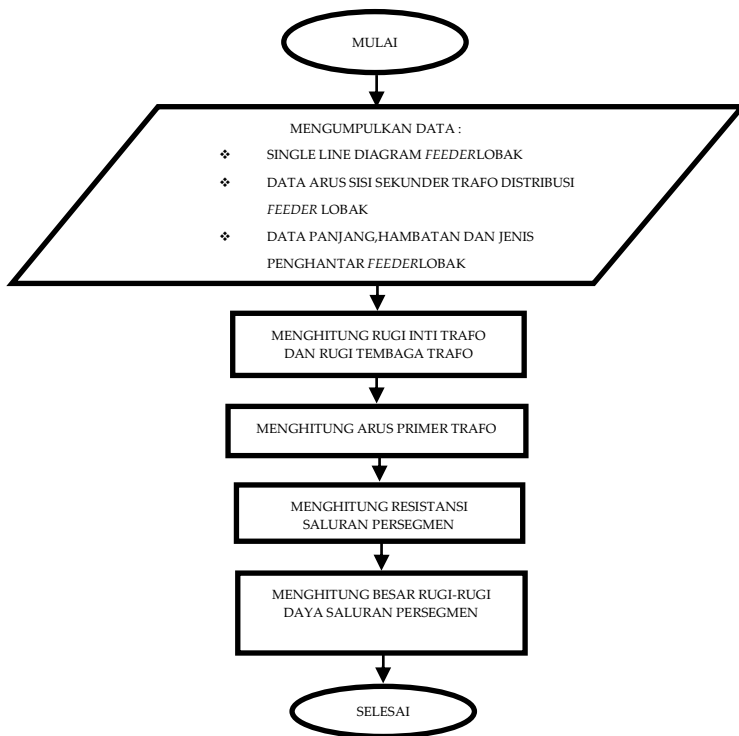 MULAI
MENGUMPULKAN DATA :
❖ SINGLE LINE DIAGRAM FEEDERLOBAK
❖ DATA ARUS SISI SEKUNDER TRAFO DISTRIBUSI
FEEDER LOBAK
❖ DATA PANJANG,HAMBATAN DAN JENIS
PENGHANTAR FEEDERLOBAK
MENGHITUNG RUGI INTI TRAFO
DAN RUGI TEMBAGA TRAFO
MENGHITUNG ARUS PRIMER TRAFO
MENGHITUNG RESISTANSI
SALURAN PERSEGMEN
MENGHITUNG BESAR RUGI-RUGI
DAYA SALURAN PERSEGMEN
SELESAI